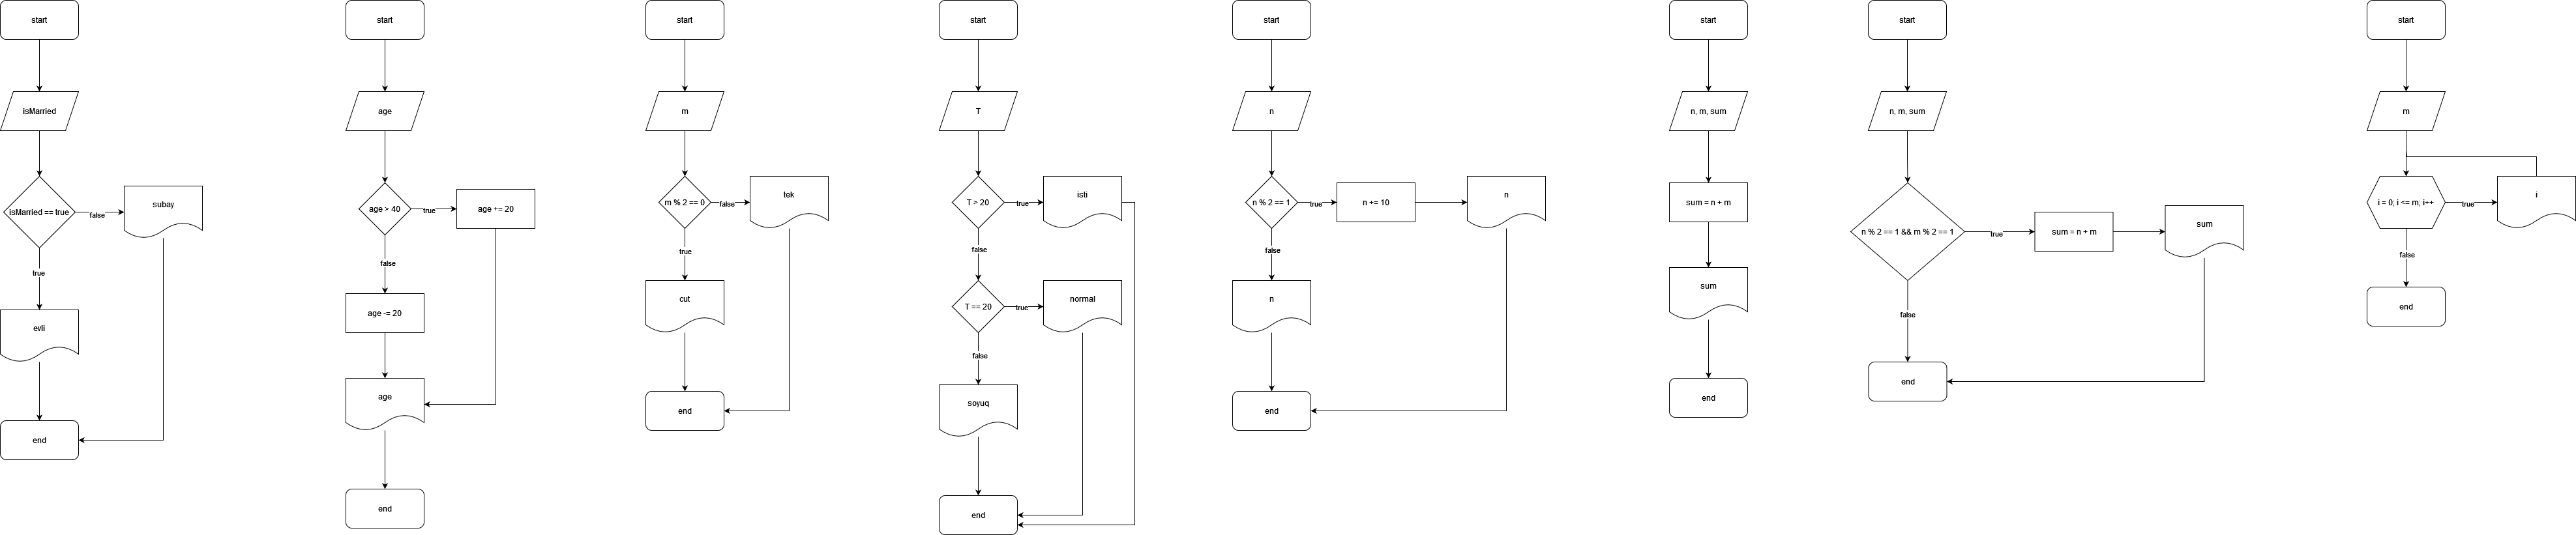 start
isMarried
isMarried == true
false
subay
true
evli
end
start
age
age > 40
true
age += 20
false
age -= 20
age
end
start
m
m % 2 == 0
false
tek
true
cut
end
start
T
T > 20
true
isti
false
T == 20
true
normal
false
soyuq
end
start
n
n % 2 == 1
true
n += 10
n
false
n
end
start
n, m, sum
sum = n + m
sum
end
start
n, m, sum
n % 2 == 1 && m % 2 == 1
true
sum = n + m
sum
false
end
start
m
i = 0; i <= m; i++
true
i
false
end